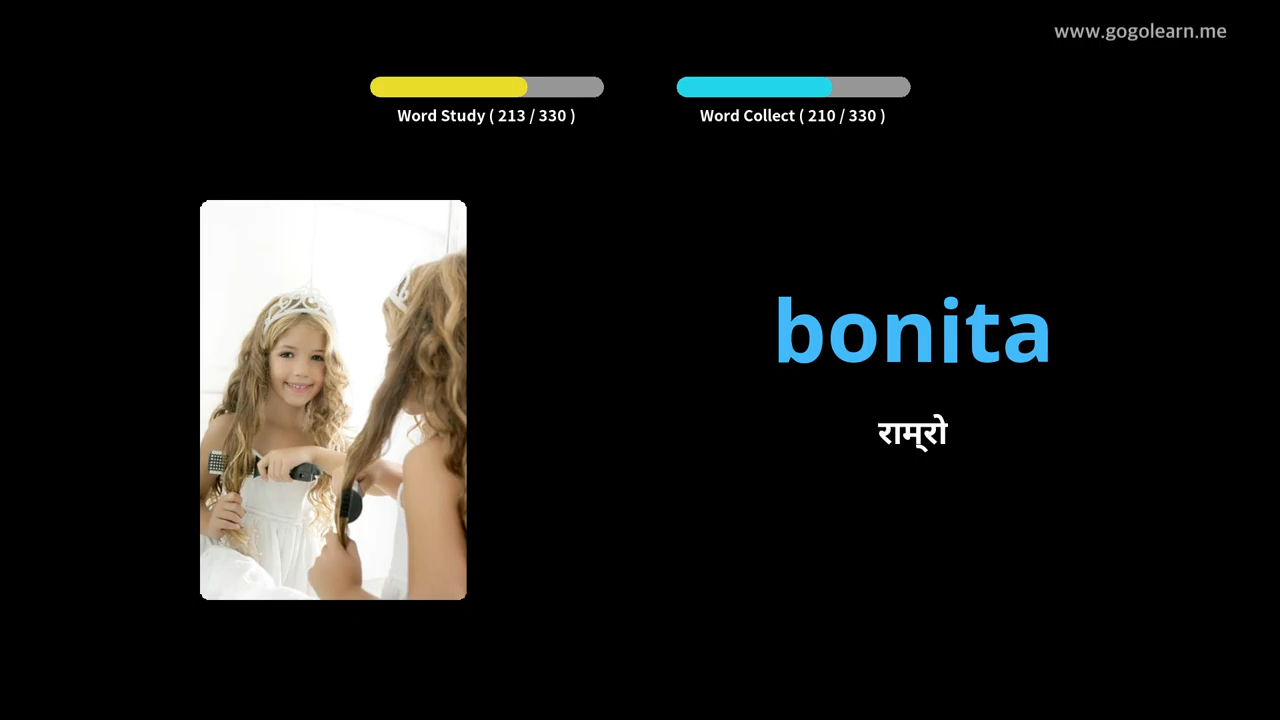 www.gogolearn.me
Word Study ( 213 / 330 )
Word Collect ( 210 / 330 )
bonita
राम्रो